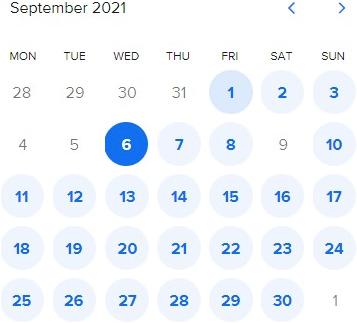 September 2021
MON TUE WED THU FRI SAT SUN
28 29 30 31 1 2 3
4 5 6 7 8 9 10
11 12 13 14 15 16 17
18 19 20 21 22 23 24
25 26 27 28 29 30 1